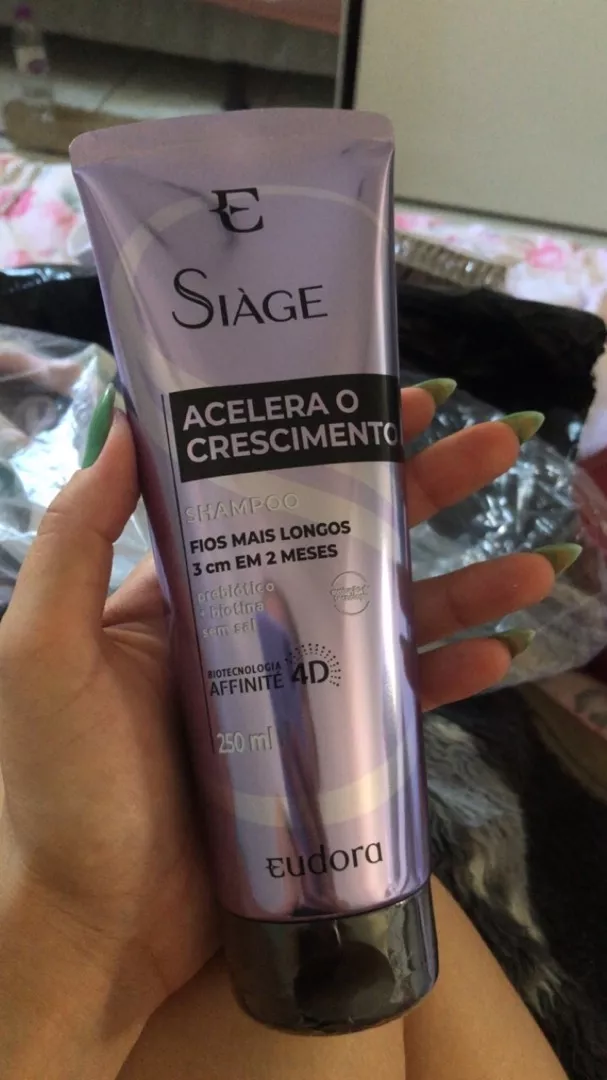 E
SIÀGE
ACELERA O
CRESCIMENTO
SHAMPOO
FIOS MAIS LONGOS
3 cm EM 2 MESES
prebiótico
+ biotina
sem sal
BIOTECNOLOGIA
AFFINITÉ 4D
250 ml
eudora